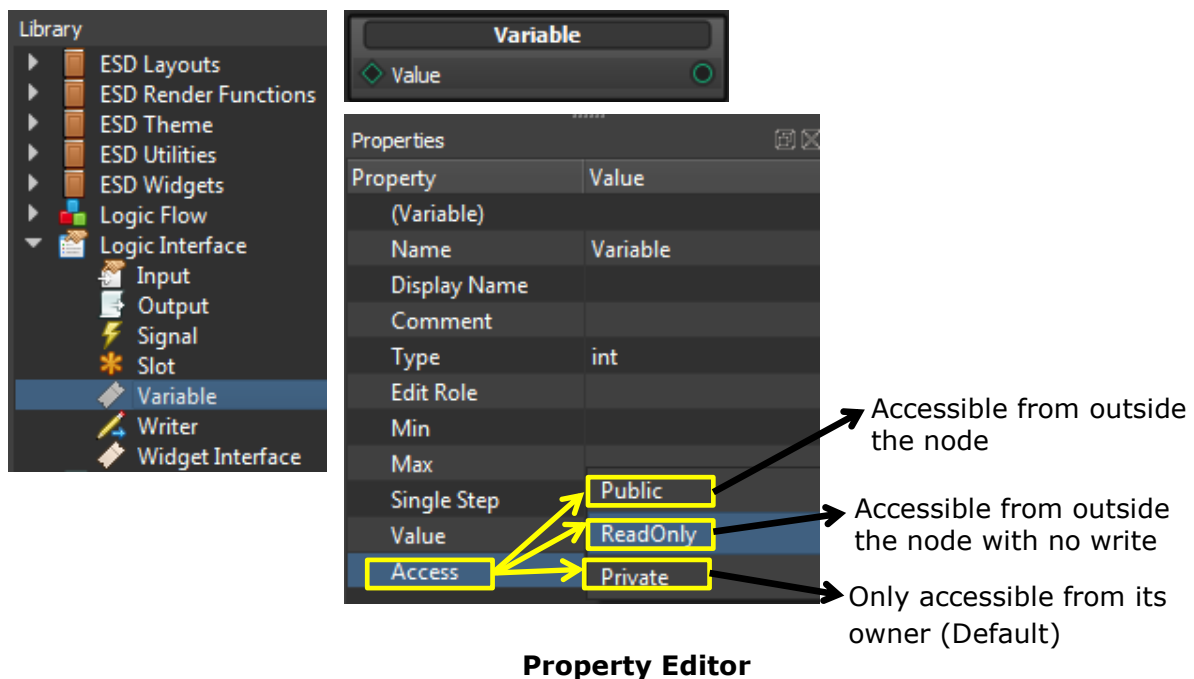 Library
ESD Layouts
ESD Render Functions
ESD Theme
ESD Utilities
ESD Widgets
Logic Flow
Logic Interface
Input
Output
Signal
Slot
Variable
Writer
Widget Interface
Variable
Value
Properties
Property Value
(Variable)
Name Variable
Display Name
Comment
Type int
Edit Role
Min
Max
Single Step
Value
Access
Public
ReadOnly
Private
Accessible from outside
the node
Accessible from outside
the node with no write
Only accessible from its
owner (Default)
Property Editor